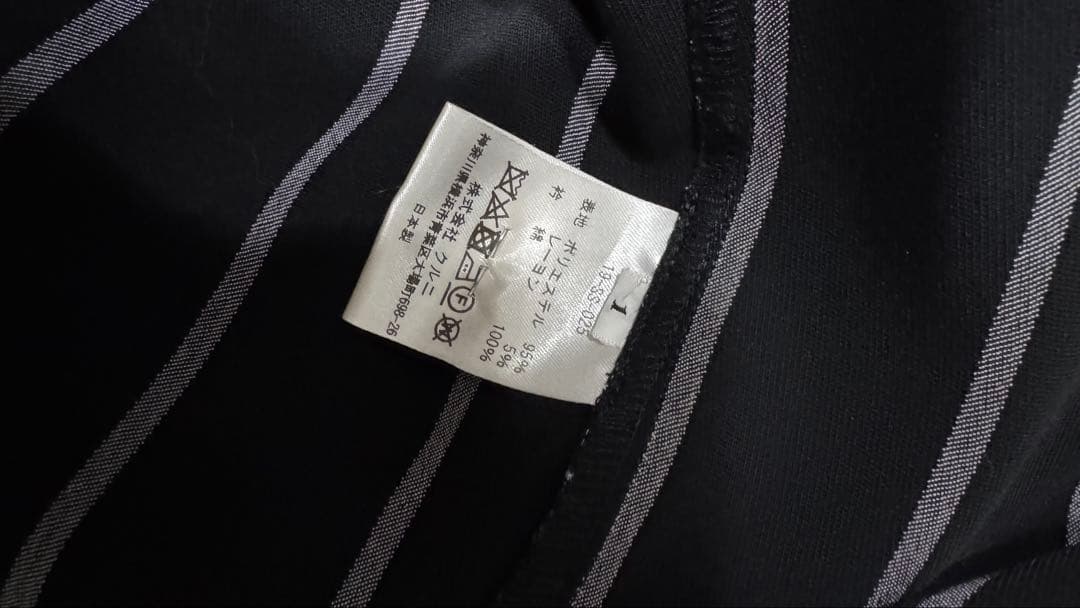 1
19-SS-025
表地 ポリエステル 95%
レーヨン 5%
衿 綿 100%
F
株式会社 クルニ
神奈川県横浜市青葉区大場町698-26
日本製